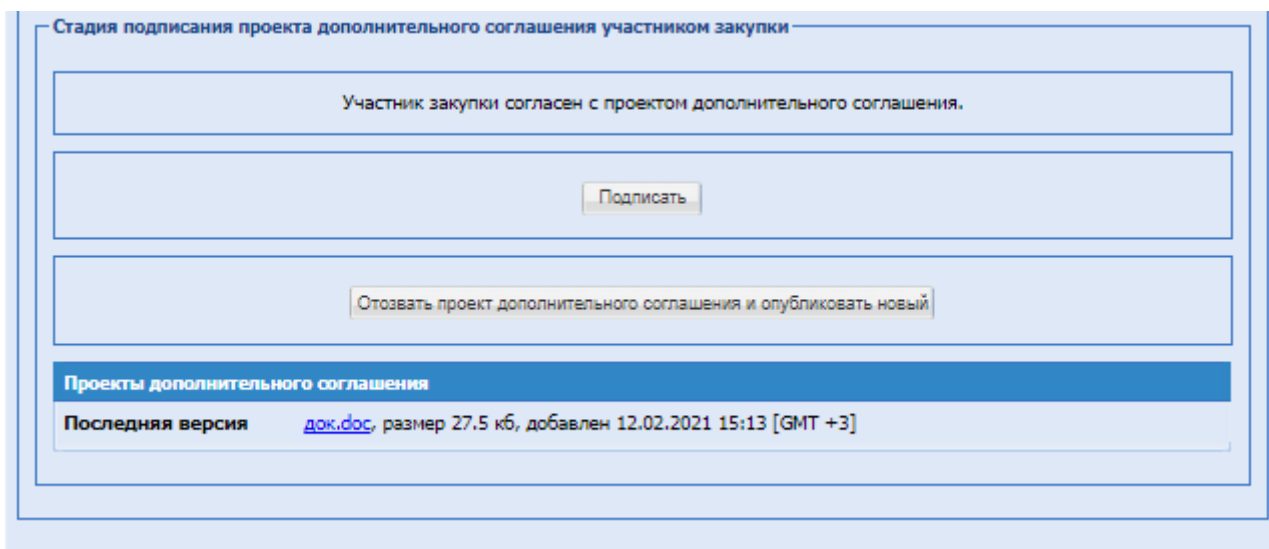 Стадия подписания проекта дополнительного соглашения участником закупки
Участник закупки согласен с проектом дополнительного соглашения.
Подписать
Отозвать проект дополнительного соглашения и опубликовать новый
Проекты дополнительного соглашения
Последняя версия док.doc, размер 27.5 кб, добавлен 12.02.2021 15:13 [GMT +3]